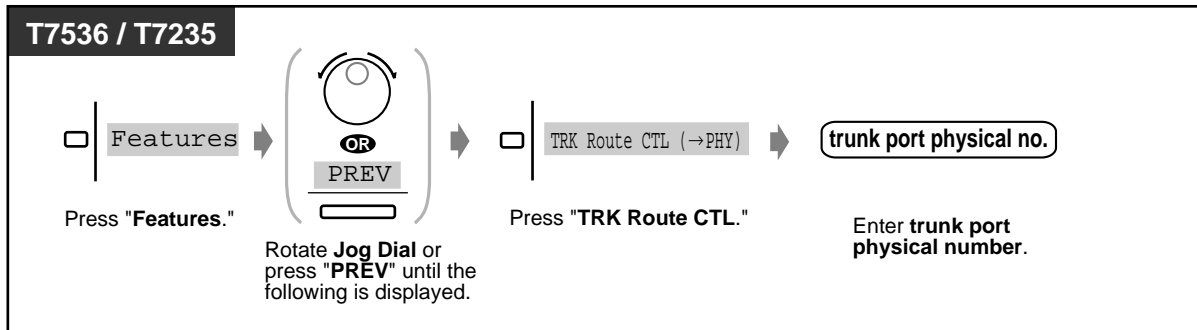 T7536 / T7235
Features
OR
PREV
TRK Route CTL (→PHY)
trunk port physical no.
Press "Features."
Rotate Jog Dial or
press "PREV" until the
following is displayed.
Press "TRK Route CTL."
Enter trunk port
physical number.